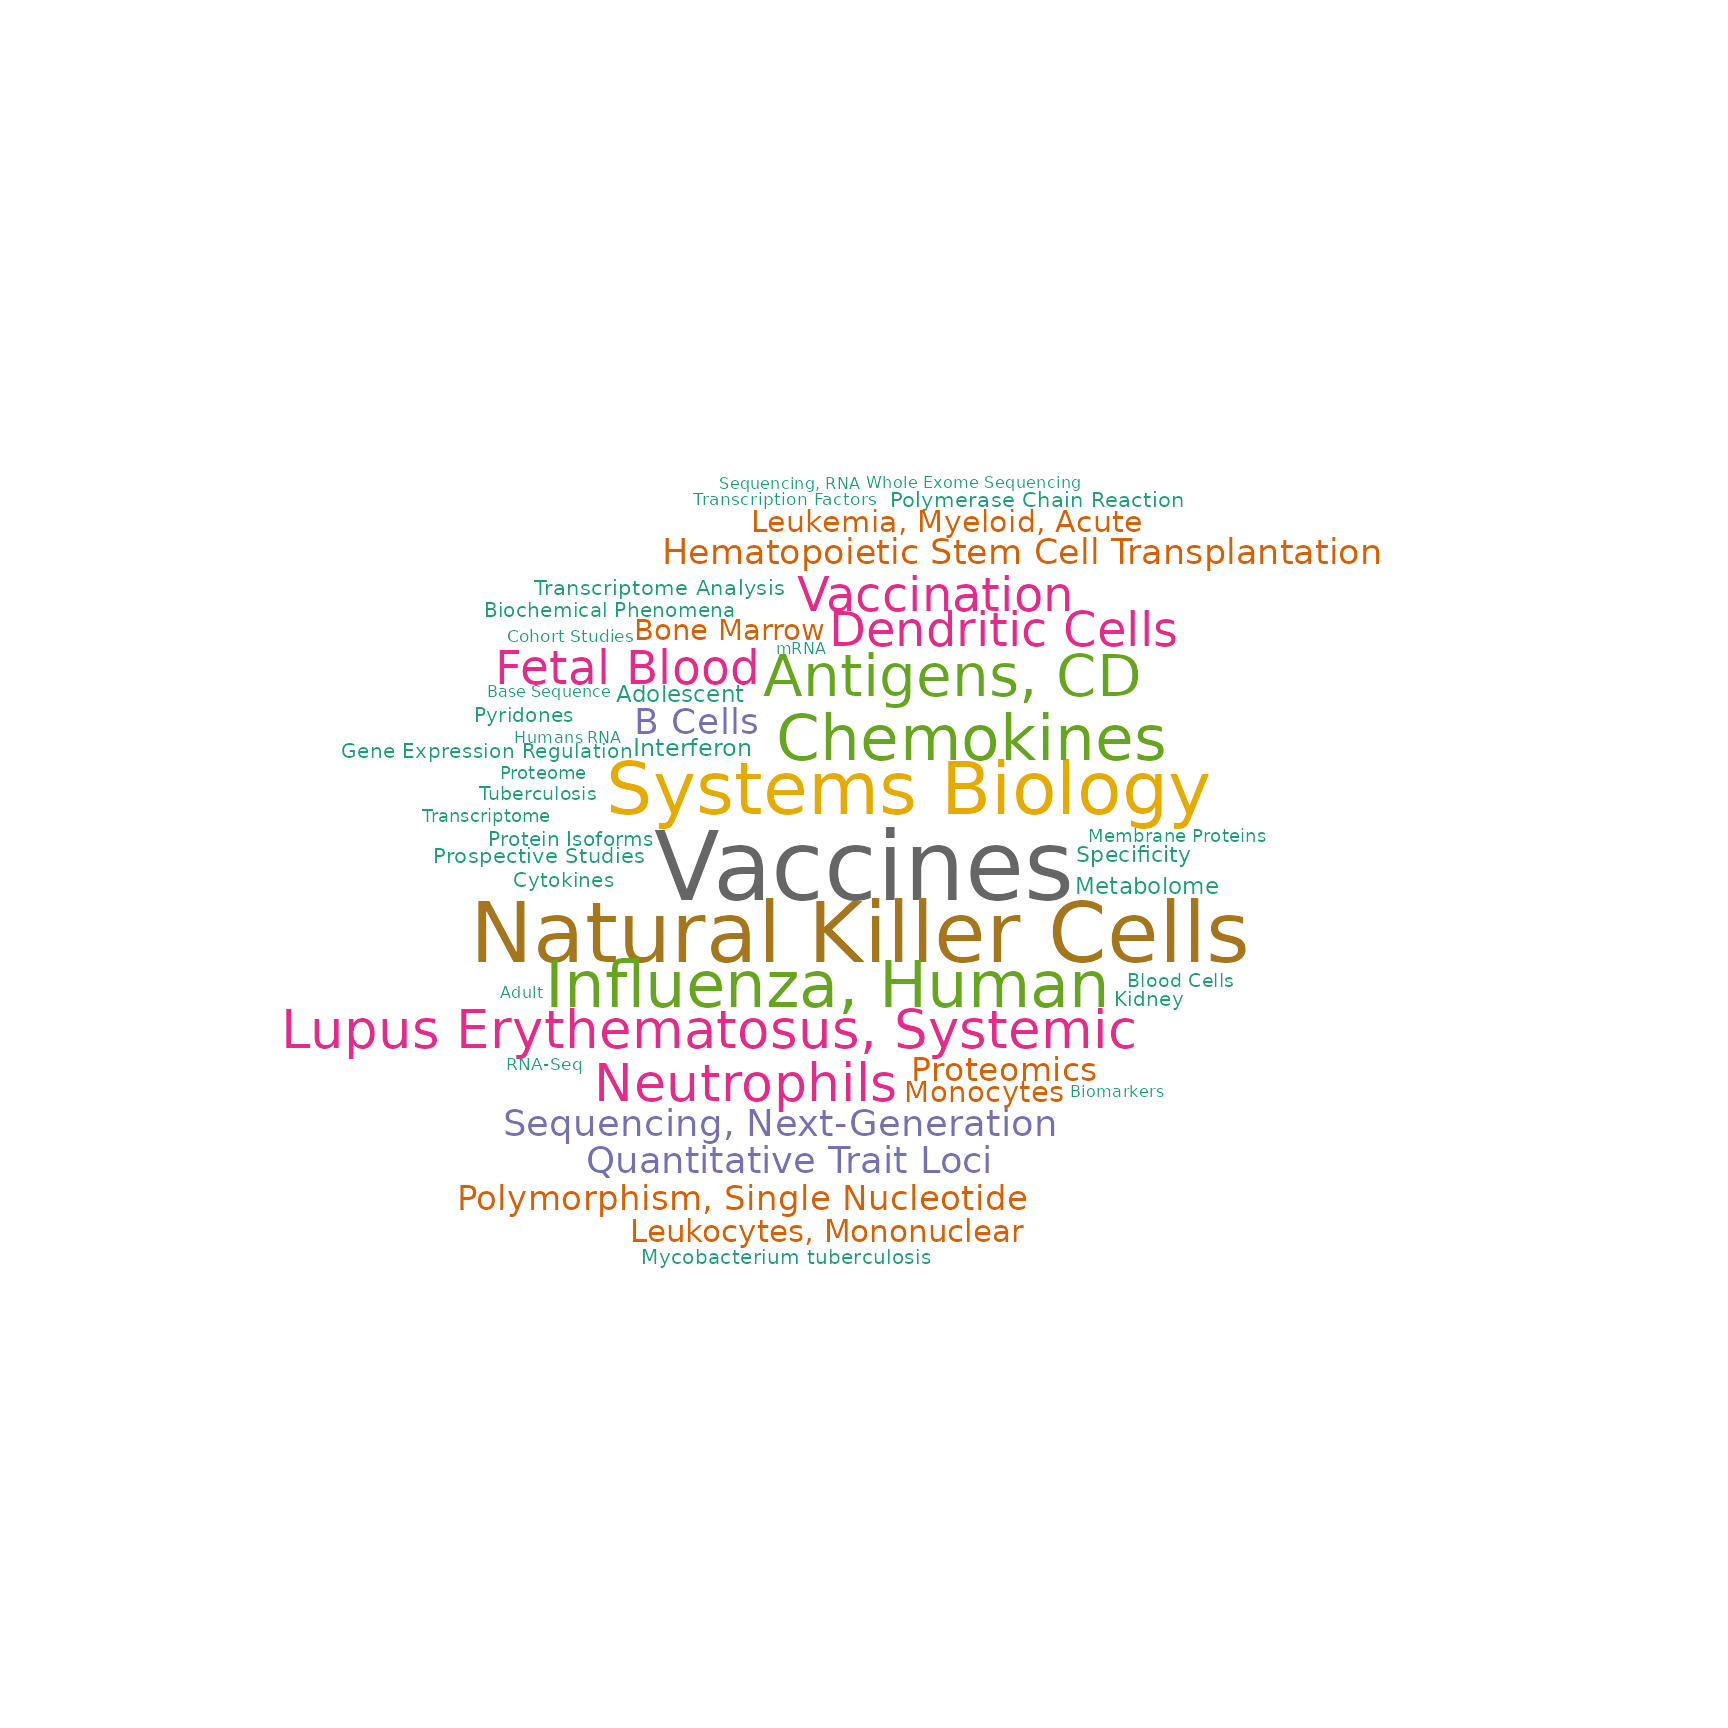 Sequencing, RNA Whole Exome Sequencing
Transcription Factors Polymerase Chain Reaction
Leukemia, Myeloid, Acute
Hematopoietic Stem Cell Transplantation
Transcriptome Analysis Vaccination
Biochemical Phenomena
Cohort Studies Bone Marrow Dendritic Cells
mRNA
Fetal Blood Antigens, CD
Base Sequence Adolescent
Pyridones B Cells Chemokines
Humans RNA
Gene Expression Regulation Interferon
Proteome
Tuberculosis Systems Biology
Transcriptome
Protein Isoforms Membrane Proteins
Prospective Studies Vaccines Specificity
Cytokines Metabolome
Natural Killer Cells
Adult Influenza, Human Blood Cells
Kidney
Lupus Erythematosus, Systemic
RNA-Seq Neutrophils Proteomics
Monocytes Biomarkers
Sequencing, Next-Generation
Quantitative Trait Loci
Polymorphism, Single Nucleotide
Leukocytes, Mononuclear
Mycobacterium tuberculosis